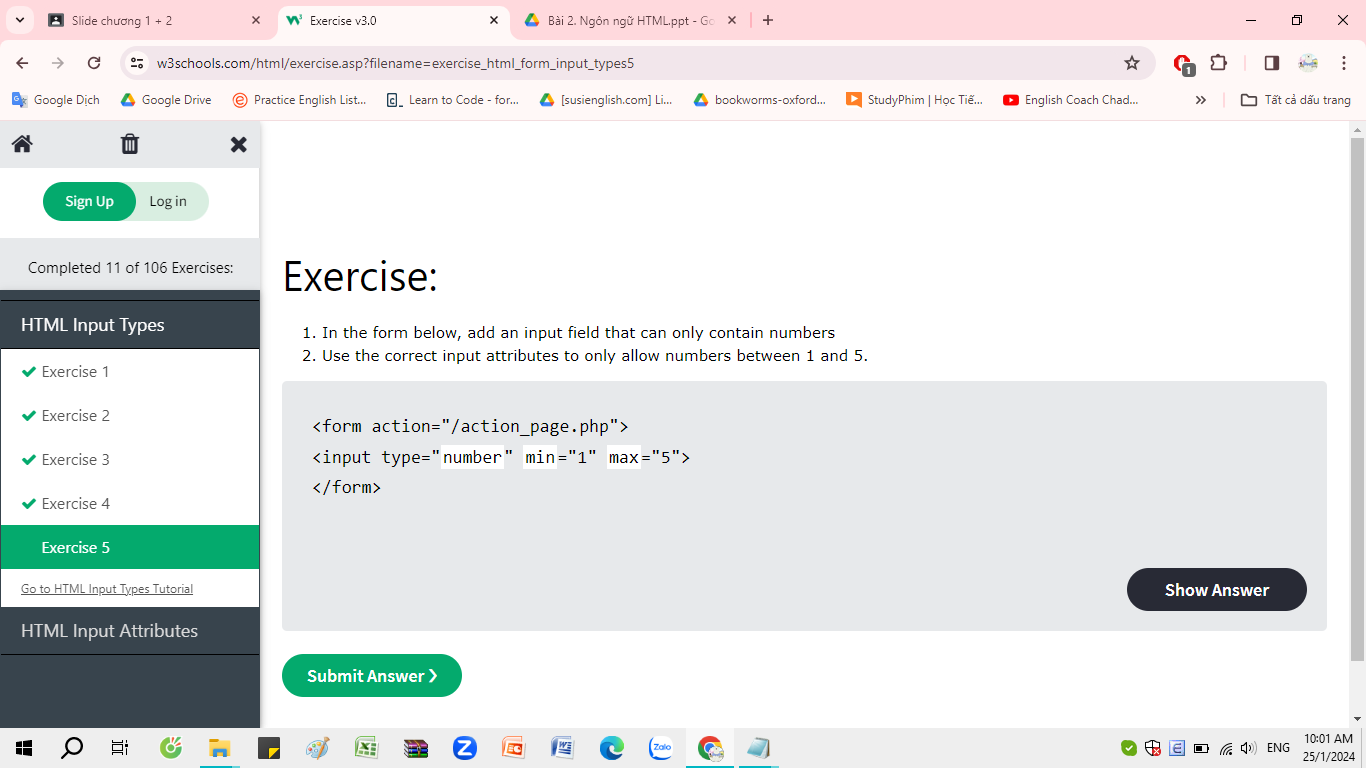 Slide chương 1 + 2
Exercise v3.0
Bài 2. Ngôn ngữ HTML.ppt - Go
w3schools.com/html/exercise.asp?filename=exercise_html_form_input_types5
1
Google Dịch
Google Drive
Practice English List...
Learn to Code - for...
[susienglish.com] Li...
bookworms-oxford...
StudyPhim | Học Tiế...
English Coach Chad...
Tất cả dấu trang
Sign Up
Log in
Completed 11 of 106 Exercises:
HTML Input Types
Exercise 1
Exercise 2
Exercise 3
Exercise 4
Exercise 5
Go to HTML Input Types Tutorial
HTML Input Attributes
Exercise:
1. In the form below, add an input field that can only contain numbers
2. Use the correct input attributes to only allow numbers between 1 and 5.
<form action="/action_page.php">
<input type="number" min="1" max="5">
</form>
Show Answer
Submit Answer ❯
Zalo
ENG
10:01 AM
25/1/2024